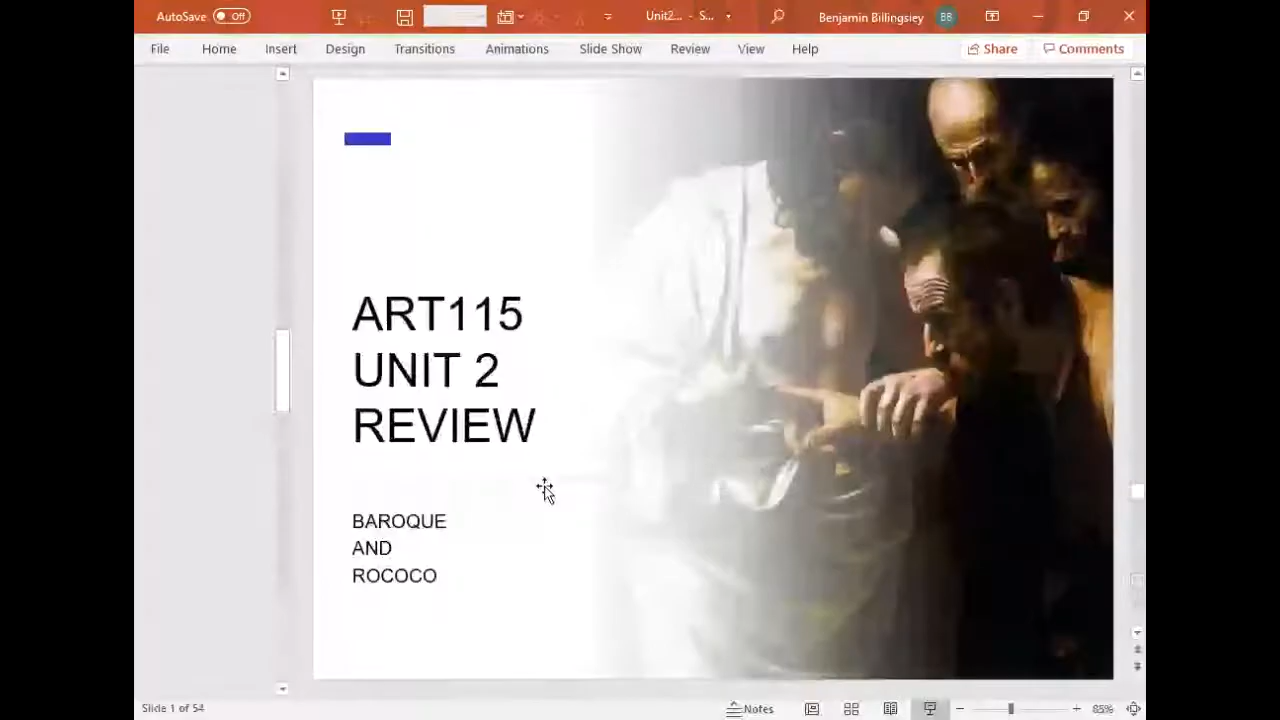 AutoSave Off Unit2... - S... Benjamin Billingsley BB
File Home Insert Design Transitions Animations Slide Show Review View Help Share Comments
ART115
UNIT 2
REVIEW
BAROQUE
AND
ROCOCO
Slide 1 of 54 Notes 85%